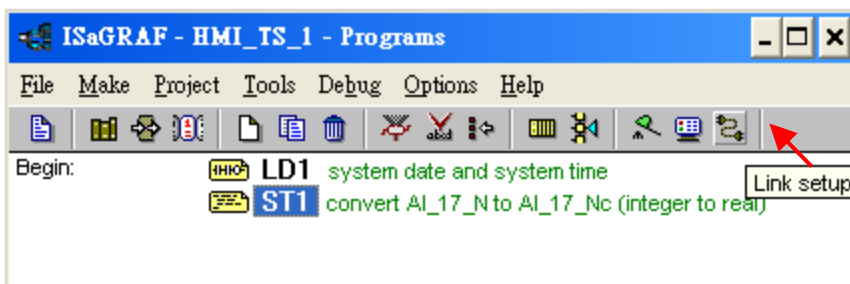 ISaGRAF - HMI_TS_1 - Programs
File Make Project Tools Debug Options Help
Begin: LD1 system date and system time
Link setup
ST1 convert AI_17_N to AI_17_Nc (integer to real)